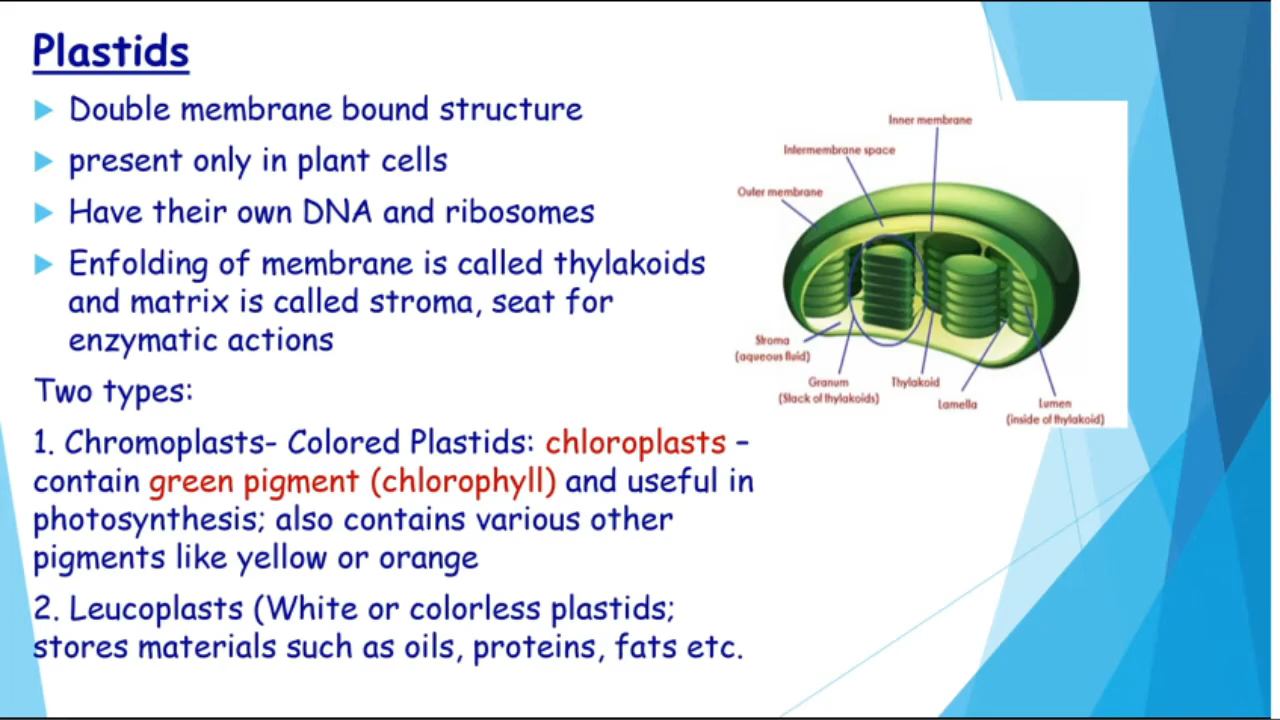 Plastids
Double membrane bound structure
present only in plant cells
Have their own DNA and ribosomes
Enfolding of membrane is called thylakoids
and matrix is called stroma, seat for
enzymatic actions
Two types:
1. Chromoplasts- Colored Plastids: chloroplasts –
contain green pigment (chlorophyll) and useful in
photosynthesis; also contains various other
pigments like yellow or orange
2. Leucoplasts (White or colorless plastids;
stores materials such as oils, proteins, fats etc.
Inner membrane
Intermembrane space
Outer membrane
Stroma
(aqueous fluid)
Granum
(Stack of thylakoids)
Thylakoid
Lamella
Lumen
(inside of thylakoid)